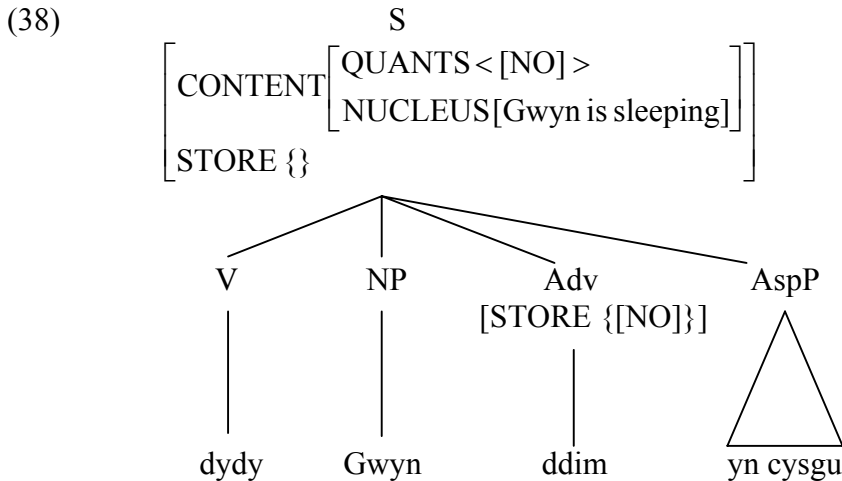 (38) S
CONTENT QUANTS < [NO] >
NUCLEUS [Gwyn is sleeping]
STORE {}
V NP Adv AspP
[STORE {[NO]}]
dydy Gwyn ddim yn cysgu